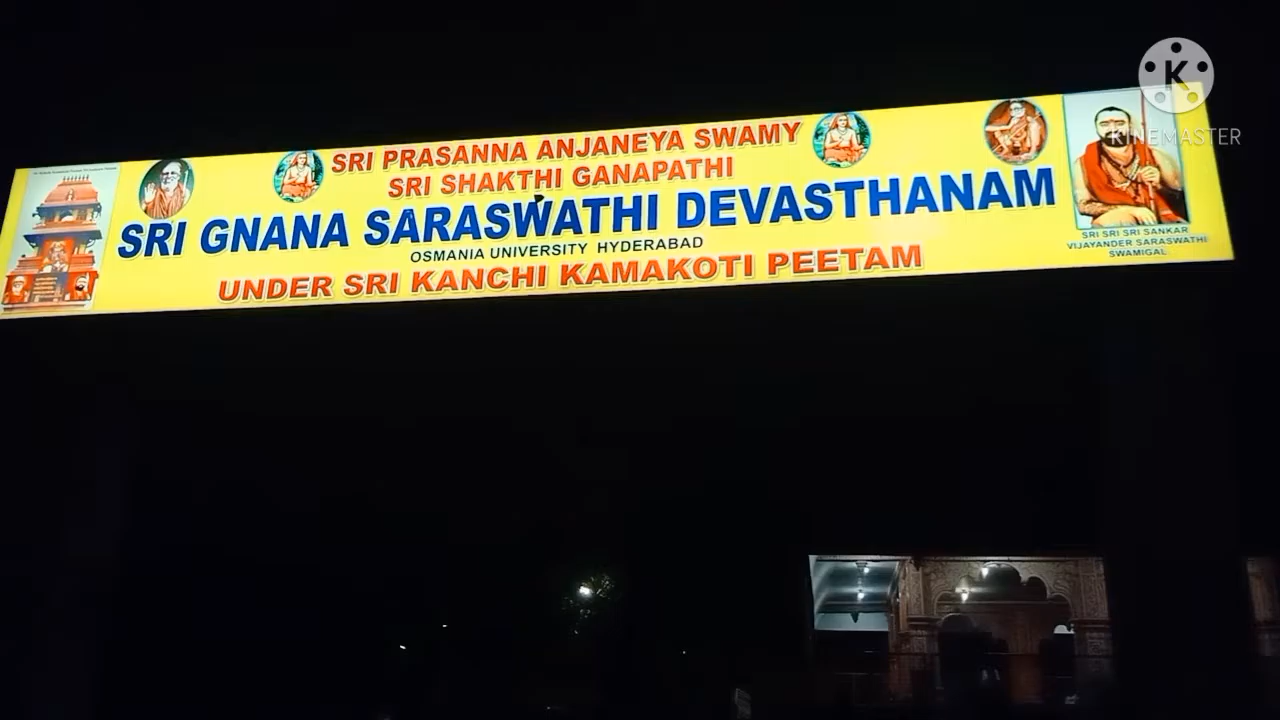 SRI PRASANNA ANJANEYA SWAMY
SRI SHAKTHI GANAPATHI
SRI GNANA SARASWATHI DEVASTHANAM
OSMANIA UNIVERSITY HYDERABAD
UNDER SRI KANCHI KAMAKOTI PEETAM
SRI SRI SRI SANKAR
VIJAYANDER SARASWATHI
SWAMIGAL
K
KINEMASTER